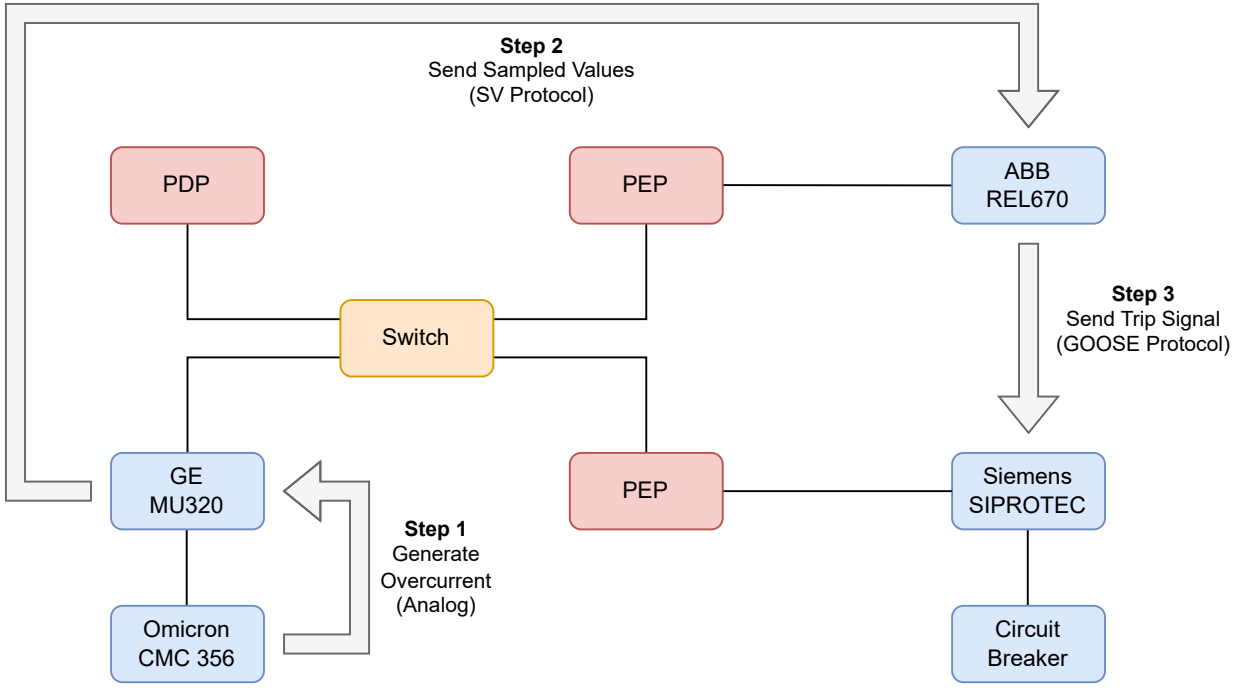 Step 2
Send Sampled Values
(SV Protocol)
PDP
PEP
ABB
REL670
Switch
Step 3
Send Trip Signal
(GOOSE Protocol)
GE
MU320
Step 1
Generate
Overcurrent
(Analog)
PEP
Siemens
SIPROTEC
Omicron
CMC 356
Circuit
Breaker